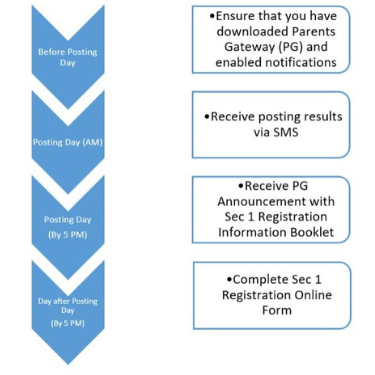 Before Posting
Day
•Ensure that you have
downloaded Parents
Gateway (PG) and
enabled notifications
Posting Day (AM)
•Receive posting results
via SMS
Posting Day
(By 5 PM)
•Receive PG
Announcement with
Sec 1 Registration
Information Booklet
Day after Posting
Day
(By 5 PM)
•Complete Sec 1
Registration Online
Form